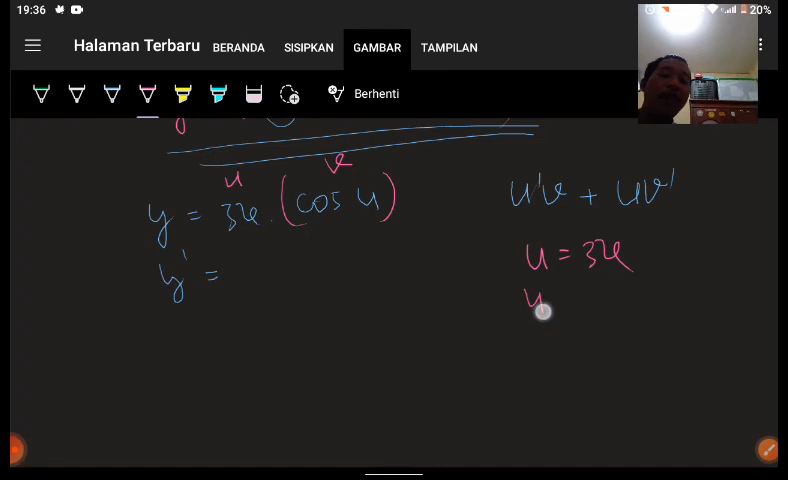 19:36 20%
Halaman Terbaru BERANDA SISIPKAN GAMBAR TAMPILAN
Berhenti
u v
y = 3x . (cos x) u'v + uv'
y' = u = 3x
u